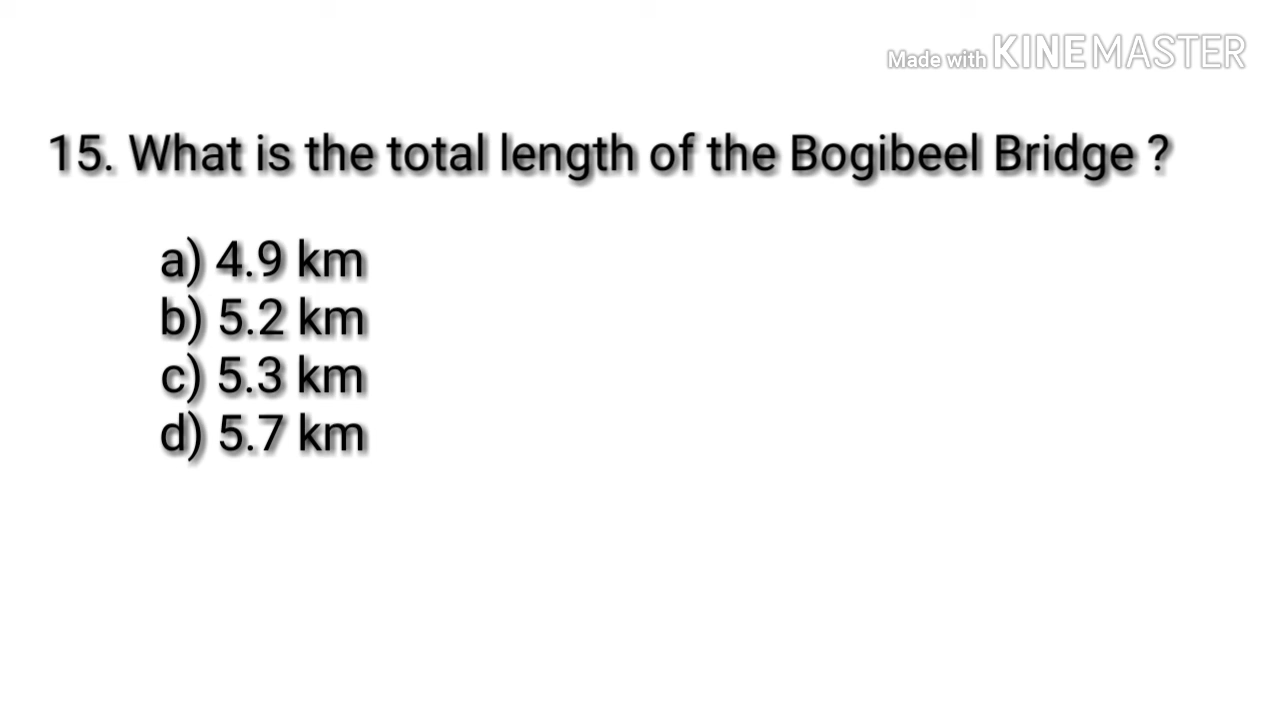 Made with KINEMASTER
15. What is the total length of the Bogibeel Bridge ?
a) 4.9 km
b) 5.2 km
c) 5.3 km
d) 5.7 km